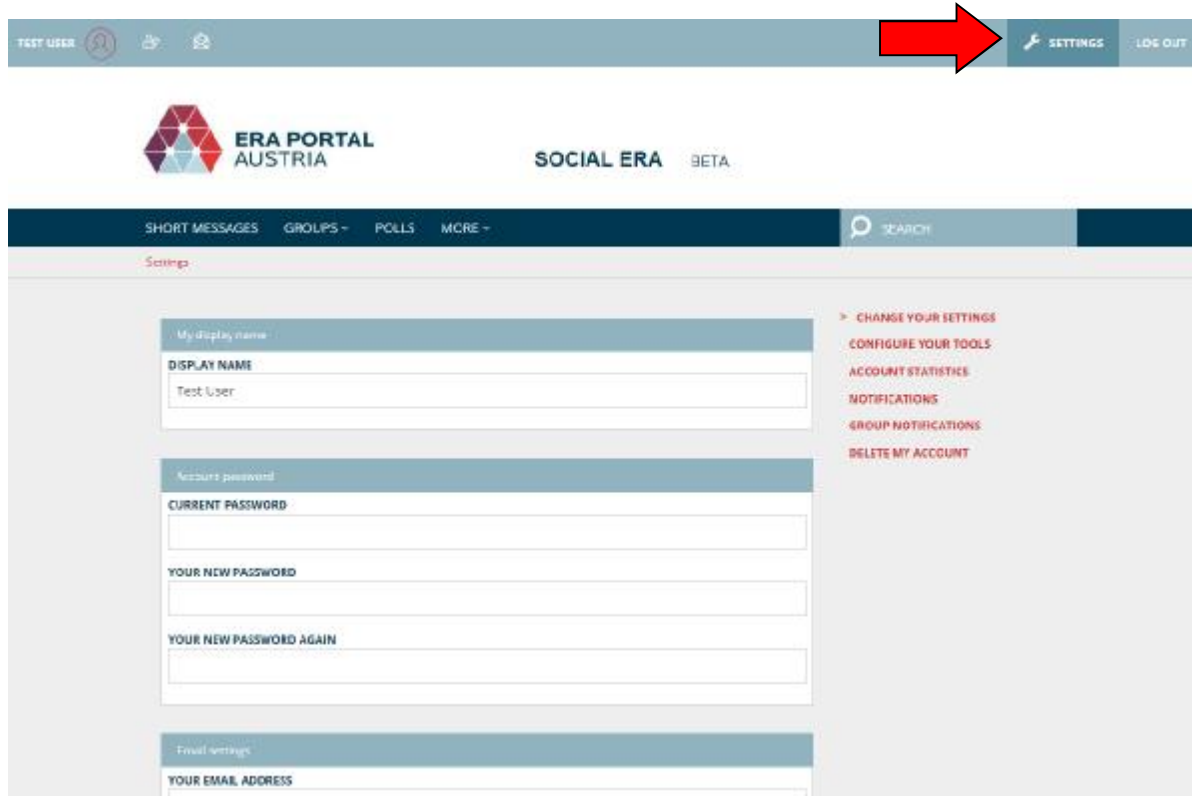 TEST USER
SETTINGS
LOG OUT
ERA PORTAL
AUSTRIA
SOCIAL ERA BETA
SHORT MESSAGES GROUPS POLLS MORE
SEARCH
Settings
My display name
DISPLAY NAME
Test User
> CHANGE YOUR SETTINGS
CONFIGURE YOUR TOOLS
ACCOUNT STATISTICS
NOTIFICATIONS
GROUP NOTIFICATIONS
DELETE MY ACCOUNT
Account password
CURRENT PASSWORD
YOUR NEW PASSWORD
YOUR NEW PASSWORD AGAIN
Email settings
YOUR EMAIL ADDRESS